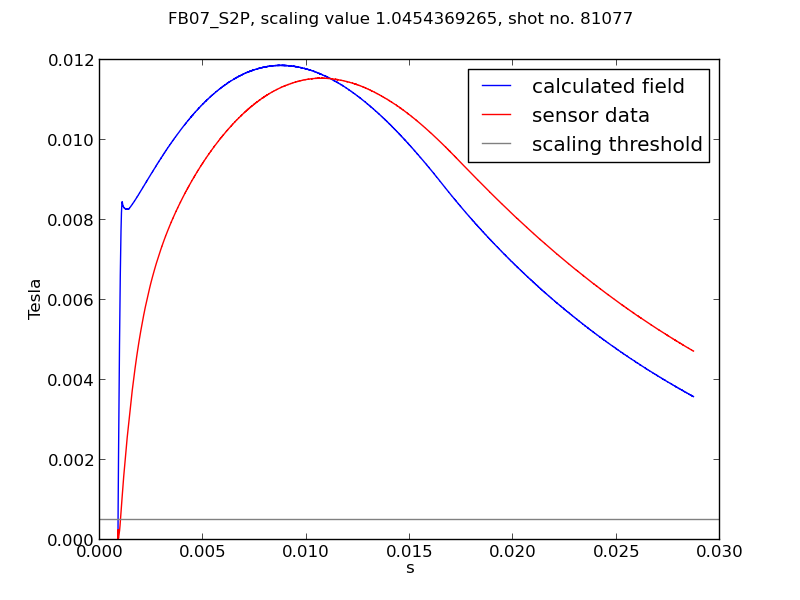 FB07_S2P, scaling value 1.0454369265, shot no. 81077
calculated field
sensor data
scaling threshold
0.012
0.010
0.008
0.006
0.004
0.002
0.000
Tesla
0.000 0.005 0.010 0.015 0.020 0.025 0.030
s